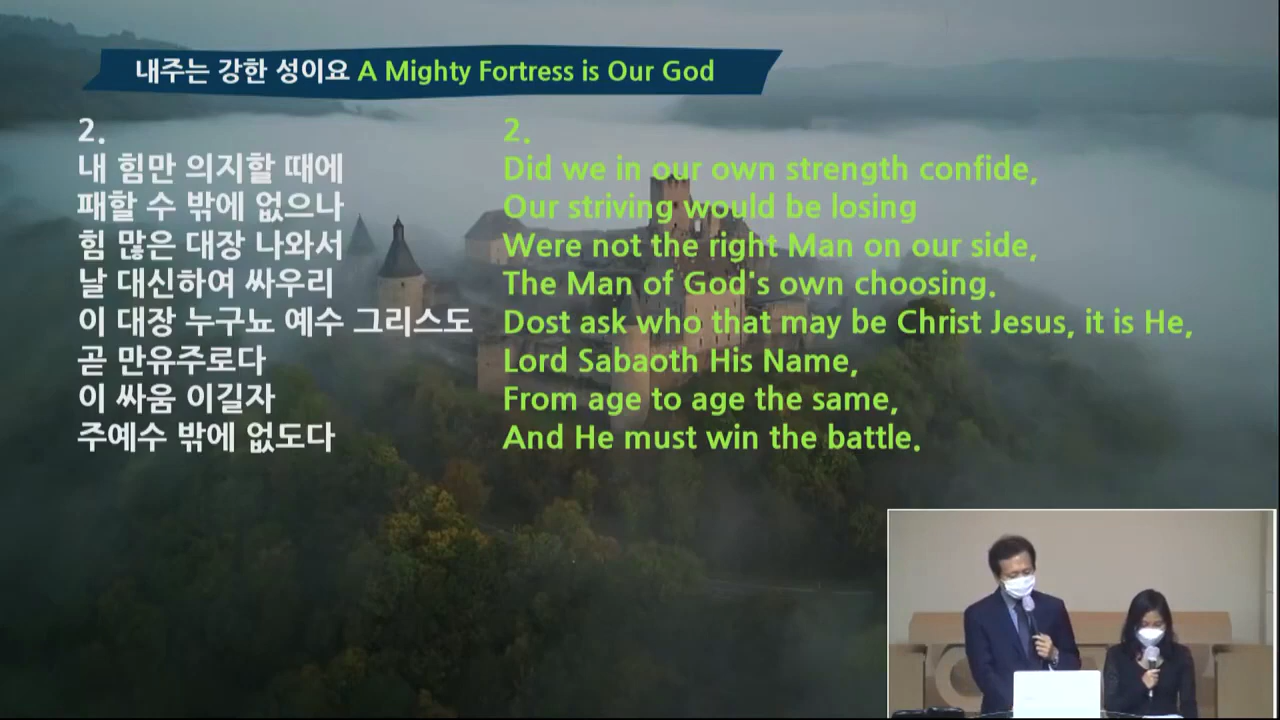 내주는 강한 성이요 A Mighty Fortress is Our God
2.
내 힘만 의지할 때에
패할 수 밖에 없으나
힘 많은 대장 나와서
날 대신하여 싸우리
이 대장 누구뇨 예수 그리스도
곧 만유주로다
이 싸움 이길자
주예수 밖에 없도다
2.
Did we in our own strength confide,
Our striving would be losing
Were not the right Man on our side,
The Man of God's own choosing.
Dost ask who that may be Christ Jesus, it is He,
Lord Sabaoth His Name,
From age to age the same,
And He must win the battle.